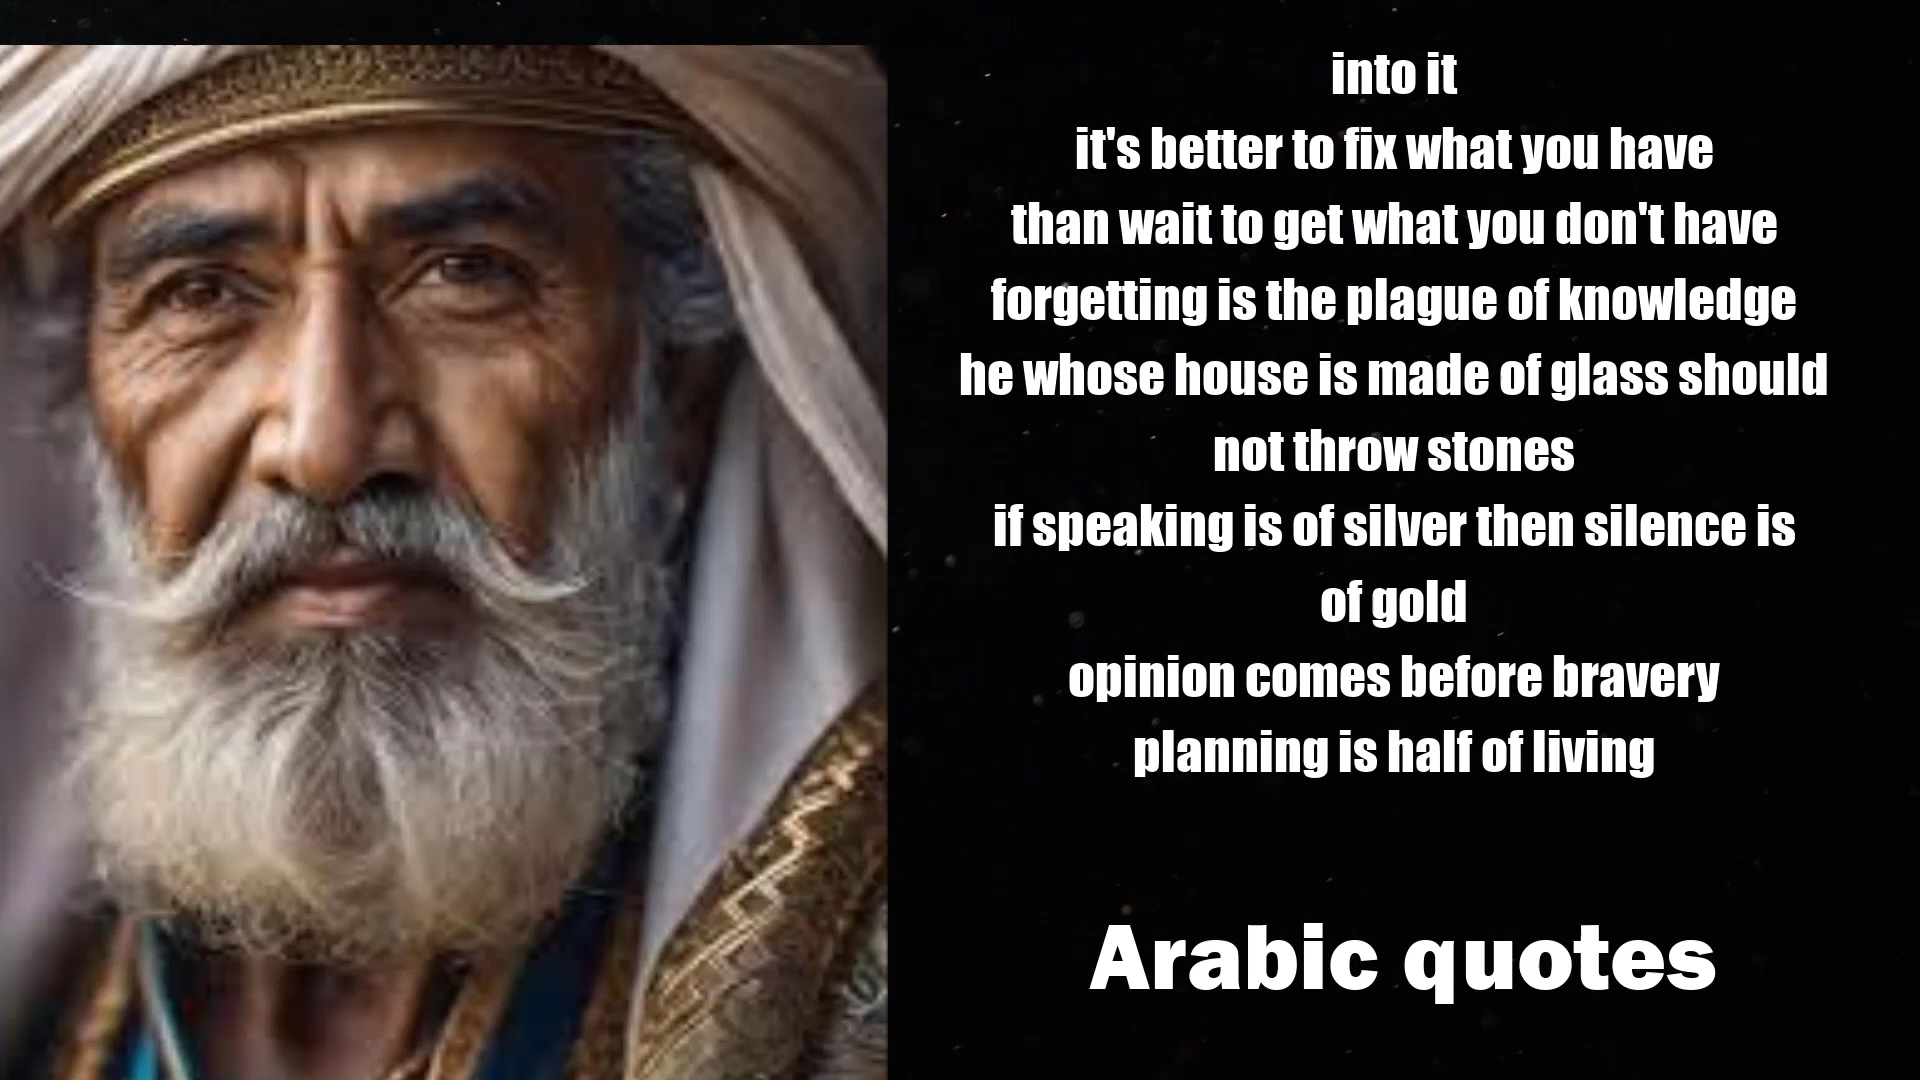 into it
it's better to fix what you have
than wait to get what you don't have
forgetting is the plague of knowledge
he whose house is made of glass should
not throw stones
if speaking is of silver then silence is
of gold
opinion comes before bravery
planning is half of living
Arabic quotes